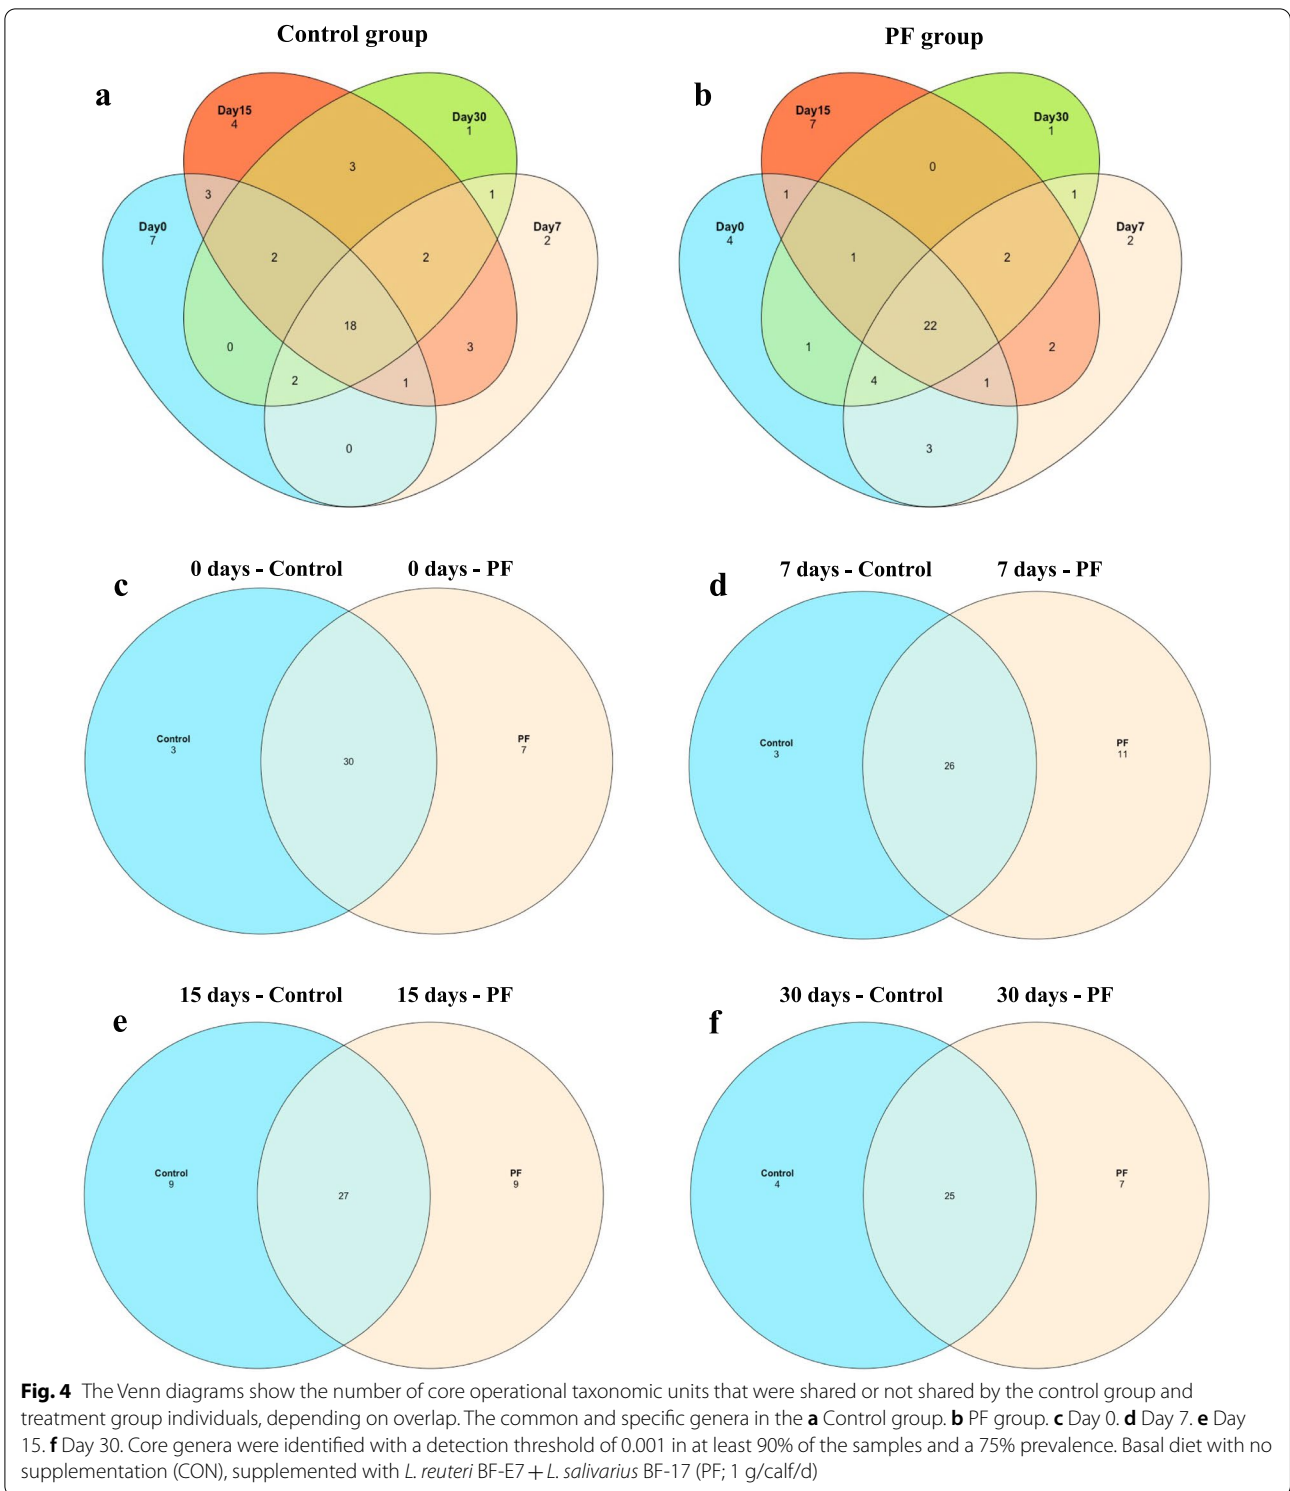 Control group
PF group
a
b
Day15
4
Day30
1
3
3
1
Day0
7
Day7
2
2
2
18
0
3
2
1
0
Day15
7
Day30
1
0
1
1
Day0
4
Day7
2
1
2
22
1
2
4
1
3
0 days - Control
0 days - PF
c
Control
3
30
PF
7
7 days - Control
7 days - PF
d
Control
3
26
PF
11
15 days - Control
15 days - PF
e
Control
9
27
PF
9
30 days - Control
30 days - PF
f
Control
4
25
PF
7
Fig. 4 The Venn diagrams show the number of core operational taxonomic units that were shared or not shared by the control group and
treatment group individuals, depending on overlap. The common and specific genera in the a Control group. b PF group. c Day 0. d Day 7. e Day
15. f Day 30. Core genera were identified with a detection threshold of 0.001 in at least 90% of the samples and a 75% prevalence. Basal diet with no
supplementation (CON), supplemented with L. reuteri BF-E7 + L. salivarius BF-17 (PF; 1 g/calf/d)